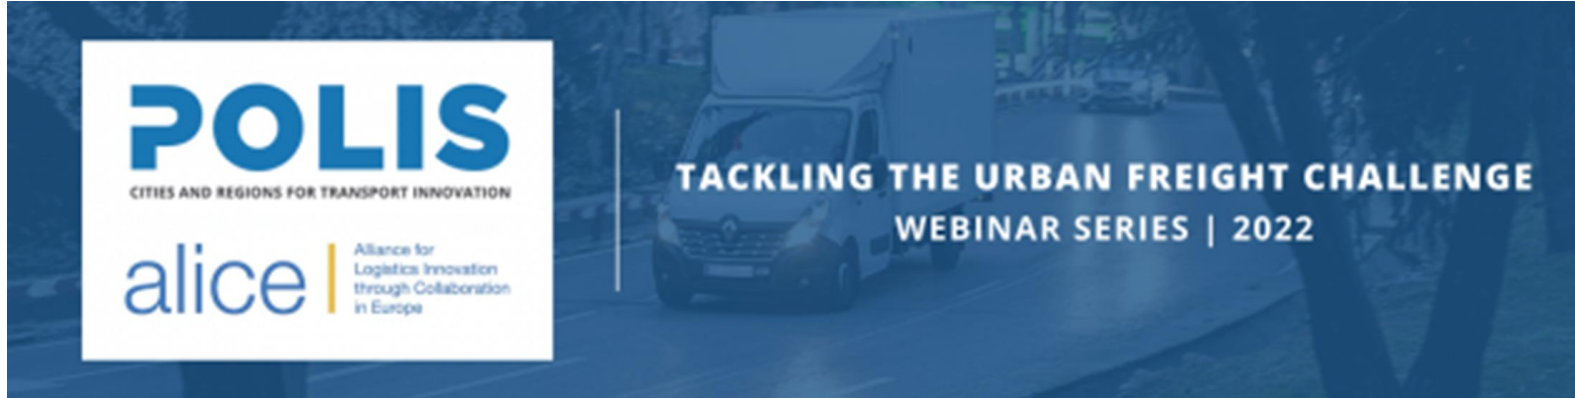 POLIS
CITIES AND REGIONS FOR TRANSPORT INNOVATION
alice
Alliance for
Logistics Innovation
through Collaboration
in Europe
TACKLING THE URBAN FREIGHT CHALLENGE
WEBINAR SERIES | 2022